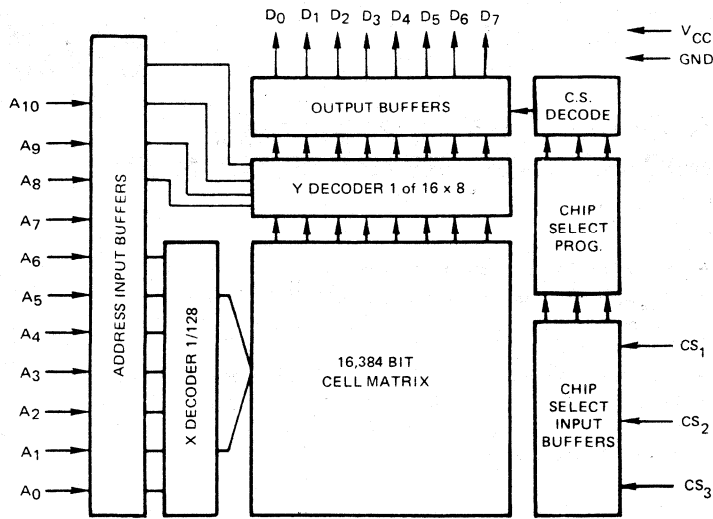 D0 D1 D2 D3 D4 D5 D6 D7
VCC
GND
OUTPUT BUFFERS
C.S.
DECODE
A10
A9
A8
A7
A6
A5
A4
A3
A2
A1
A0
ADDRESS INPUT BUFFERS
Y DECODER 1 of 16 x 8
CHIP
SELECT
PROG.
X DECODER 1/128
16,384 BIT
CELL MATRIX
CHIP
SELECT
INPUT
BUFFERS
CS1
CS2
CS3